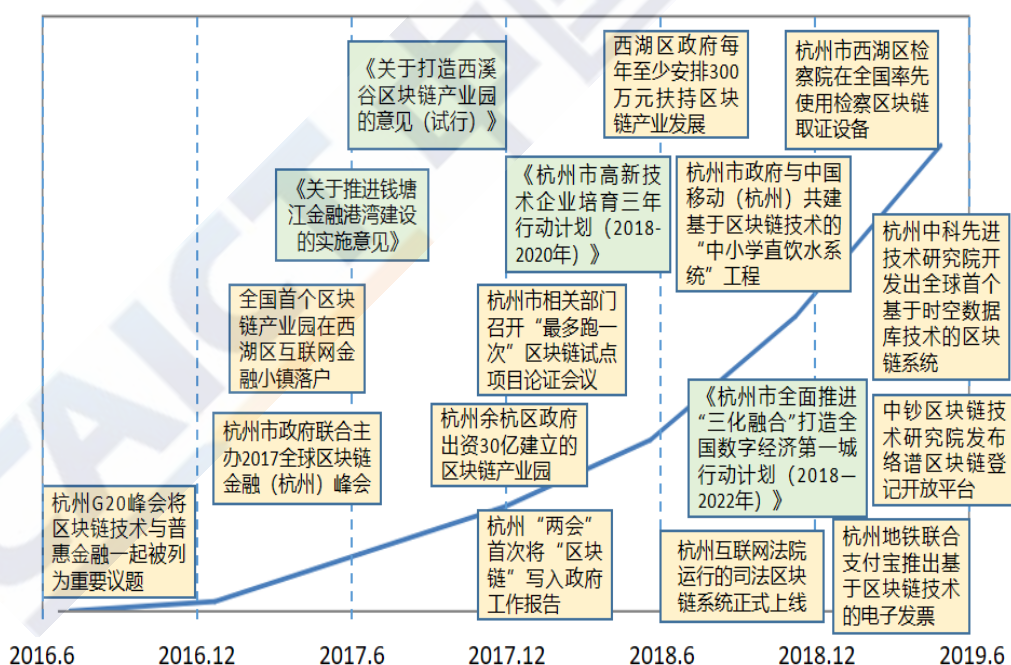 《关于打造西溪
谷区块链产业园
的意见（试行）》
西湖区政府每
年至少安排300
万元扶持区块
链产业发展
杭州市西湖区检
察院在全国率先
使用检察区块链
取证设备
《关于推进钱塘
江金融港湾建设
的实施意见》
《杭州市高新技
术企业培育三年
行动计划（2018-
2020年）》
杭州市政府与中国
移动（杭州）共建
基于区块链技术的
“中小学直饮水系
统”工程
杭州中科先进
技术研究院开
发出全球首个
基于时空数据
库技术的区块
链系统
全国首个区块
链产业园在西
湖区互联网金
融小镇落户
杭州市相关部门
召开“最多跑一
次”区块链试点
项目论证会议
杭州市政府联合主
办2017全球区块链
金融（杭州）峰会
杭州余杭区政府
出资30亿建立的
区块链产业园
《杭州市全面推进
“三化融合”打造全
国数字经济第一城
行动计划（2018—
2022年）》
中钞区块链技
术研究院发布
络谱区块链登
记开放平台
杭州G20峰会将
区块链技术与普
惠金融一起被列
为重要议题
杭州“两会”
首次将“区块
链”写入政府
工作报告
杭州互联网法院
运行的司法区块
链系统正式上线
杭州地铁联合
支付宝推出基
于区块链技术
的电子发票
2016.6 2016.12 2017.6 2017.12 2018.6 2018.12 2019.6